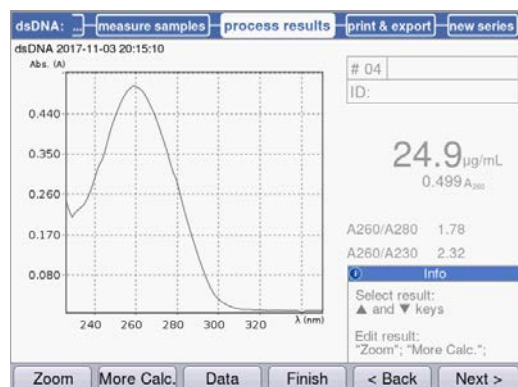 dsDNA: ... measure samples process results print & export new series
dsDNA 2017-11-03 20:15:10
Abs. (A)
# 04
ID:
0.440
0.350
24.9 µg/mL
0.499 A260
0.260
0.170
A260/A280 1.78
A260/A230 2.32
0.080
Info
Select result:
▲ and ▼ keys
240 260 280 300 320 λ (nm)
Edit result:
"Zoom"; "More Calc.";
Zoom More Calc. Data Finish < Back Next >